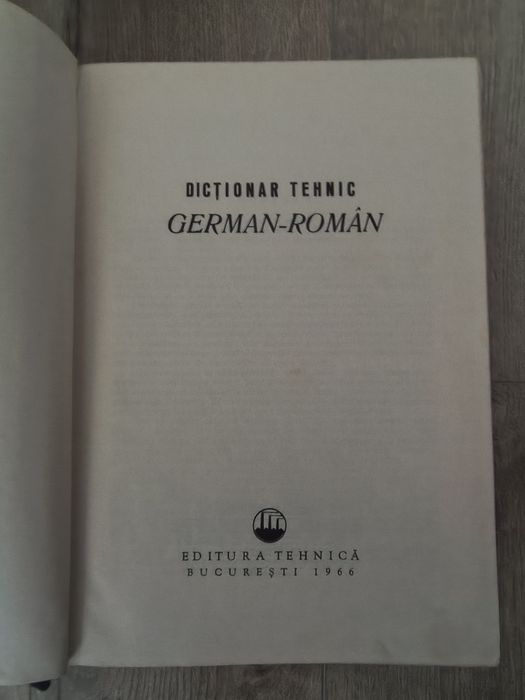 DICȚIONAR TEHNIC
GERMAN-ROMÂN
EDITURA TEHNICĂ
BUCUREȘTI 1966